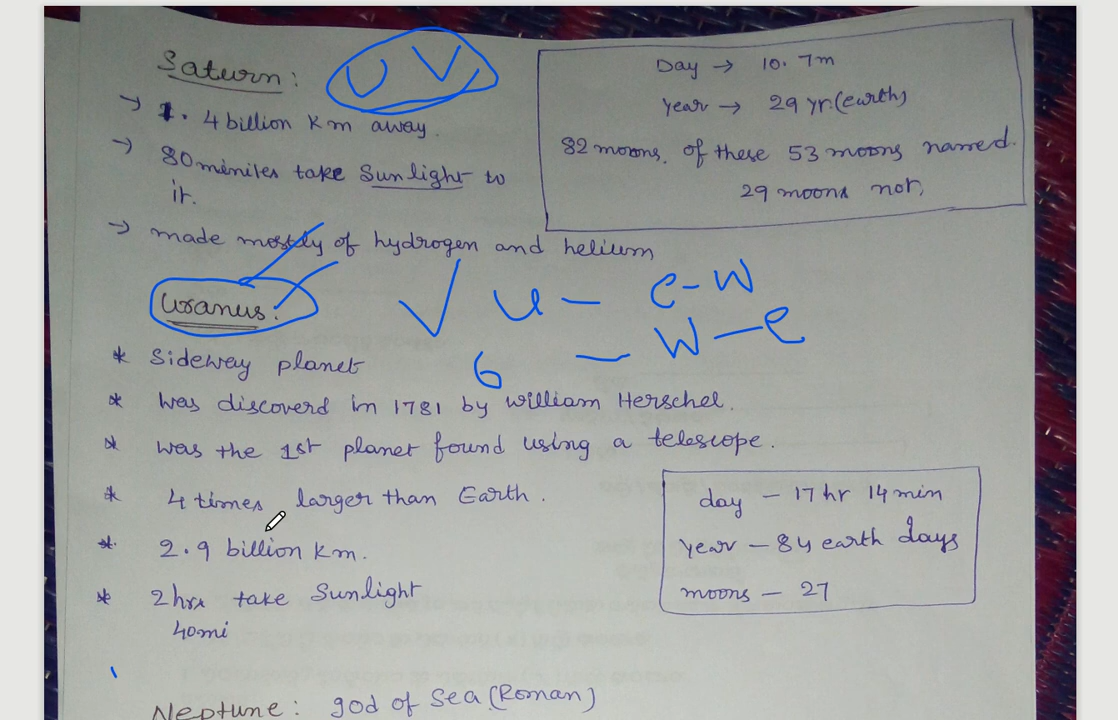 Saturn:
U V
→ 1.4 billion Km away.
→ 80 miniles take Sunlight to
it.
→ made mostly of hydrogen and helium
Day → 10.7m
Year → 29 yr.(earth)
82 moons, of these 53 moons named.
29 moons not,
Uranus:
u - e-W
6 - W-e
* Sideway planet
* Was discoverd in 1781 by William Herschel.
* Was the 1st planet found using a telescope.
* 4 times larger than Earth.
* 2.9 billion Km.
* 2 hrs take Sunlight
40mi
day - 17 hr 14 min
year - 84 earth days
moons - 27
Neptune: god of Sea (Roman)